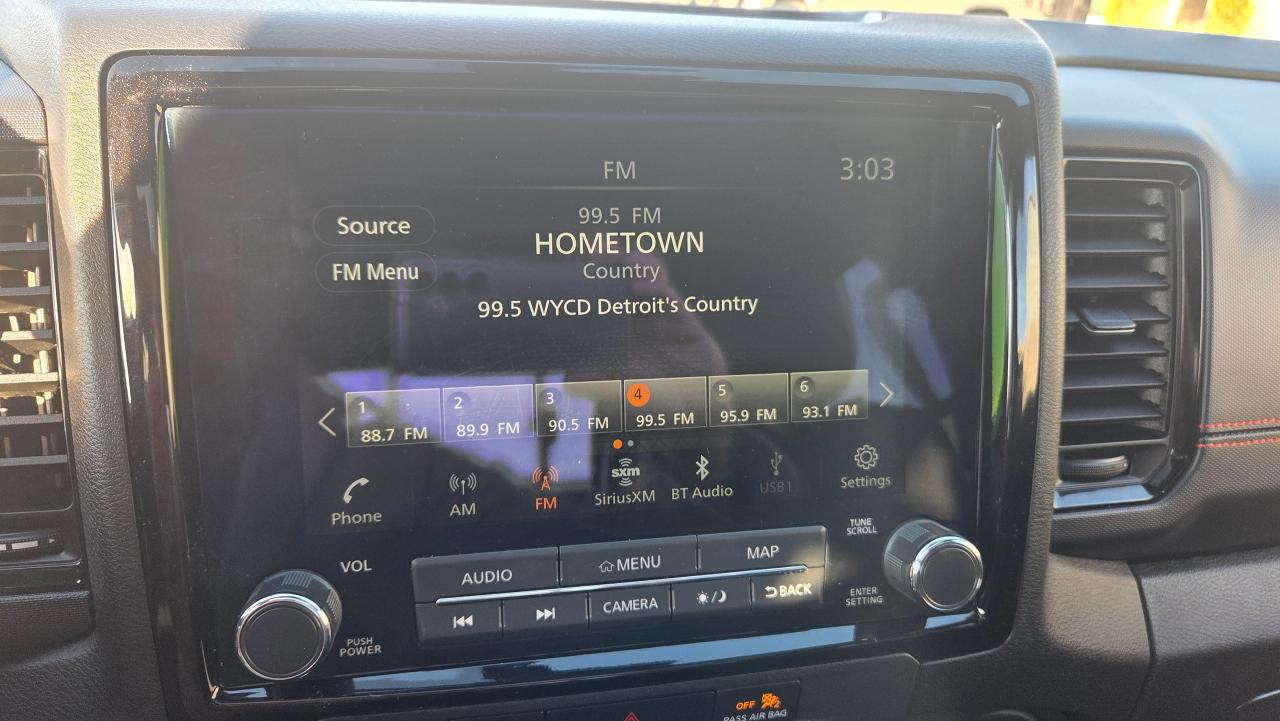 FM
3:03
Source
99.5 FM
HOMETOWN
FM Menu
Country
99.5 WYCD Detroit's Country
1
88.7 FM
2
89.9 FM
3
90.5 FM
4
99.5 FM
5
95.9 FM
6
93.1 FM
Phone
AM
FM
sxm
SiriusXM
BT Audio
USB1
Settings
VOL
PUSH
POWER
AUDIO
MENU
MAP
CAMERA
BACK
TUNE
SCROLL
ENTER
SETTING
OFF
PASS AIR BAG